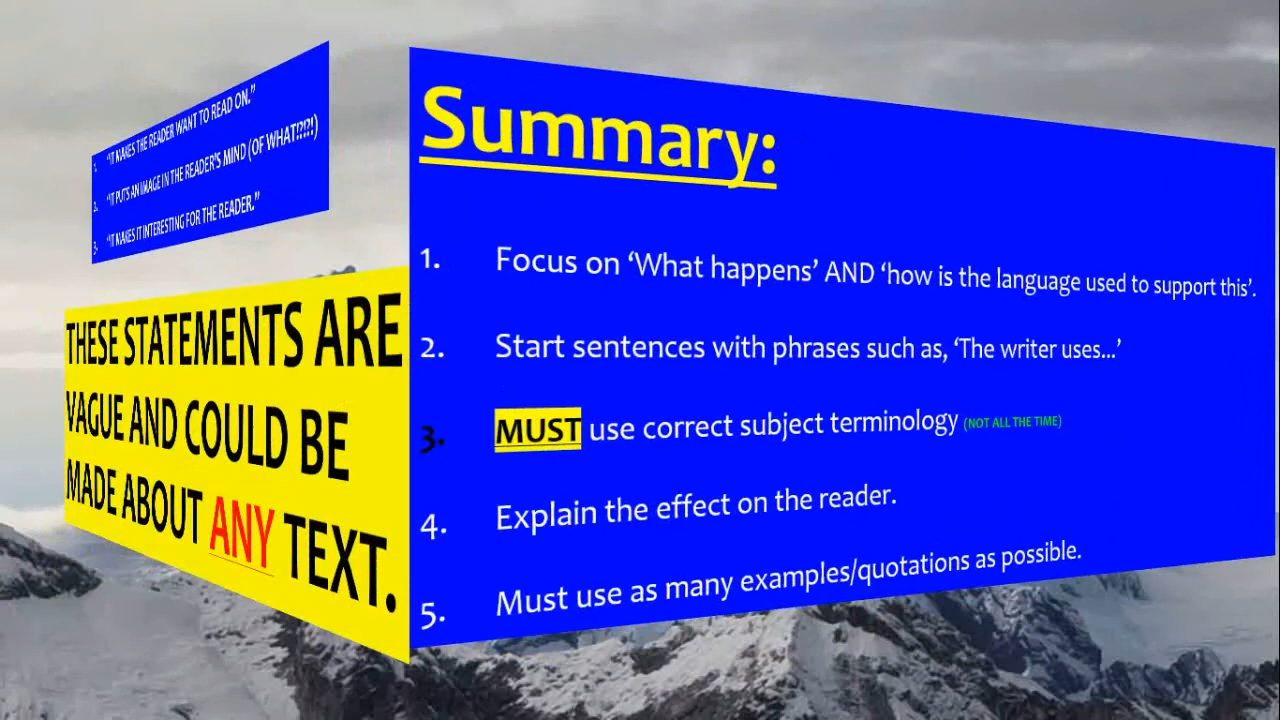 1. “IT MAKES THE READER WANT TO READ ON.”
2. “IT PUTS AN IMAGE IN THE READER’S MIND (OF WHAT!?!?!)
3. “IT MAKES IT INTERESTING FOR THE READER.”
THESE STATEMENTS ARE
VAGUE AND COULD BE
MADE ABOUT ANY TEXT.
Summary:
1. Focus on ‘What happens’ AND ‘how is the language used to support this’.
2. Start sentences with phrases such as, ‘The writer uses...’
3. MUST use correct subject terminology (NOT ALL THE TIME)
4. Explain the effect on the reader.
5. Must use as many examples/quotations as possible.